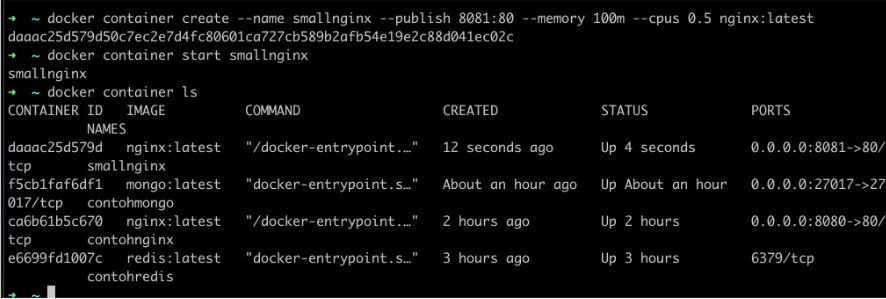 ➜ ~ docker container create --name smallnginx --publish 8081:80 --memory 100m --cpus 0.5 nginx:latest
daaac25d579d50c7ec2e7d4fc80601ca727cb589b2afb54e19e2c88d041ec02c
➜ ~ docker container start smallnginx
smallnginx
➜ ~ docker container ls
CONTAINER ID IMAGE COMMAND CREATED STATUS PORTS
NAMES
daaac25d579d nginx:latest "/docker-entrypoint.…" 12 seconds ago Up 4 seconds 0.0.0.0:8081->80/
tcp smallnginx
f5cb1faf6df1 mongo:latest "docker-entrypoint.s…" About an hour ago Up About an hour 0.0.0.0:27017->27
017/tcp contohmongo
ca6b61b5c670 nginx:latest "/docker-entrypoint.…" 2 hours ago Up 2 hours 0.0.0.0:8080->80/
tcp contohnginx
e6699fd1007c redis:latest "docker-entrypoint.s…" 3 hours ago Up 3 hours 6379/tcp
contohredis
➜ ~